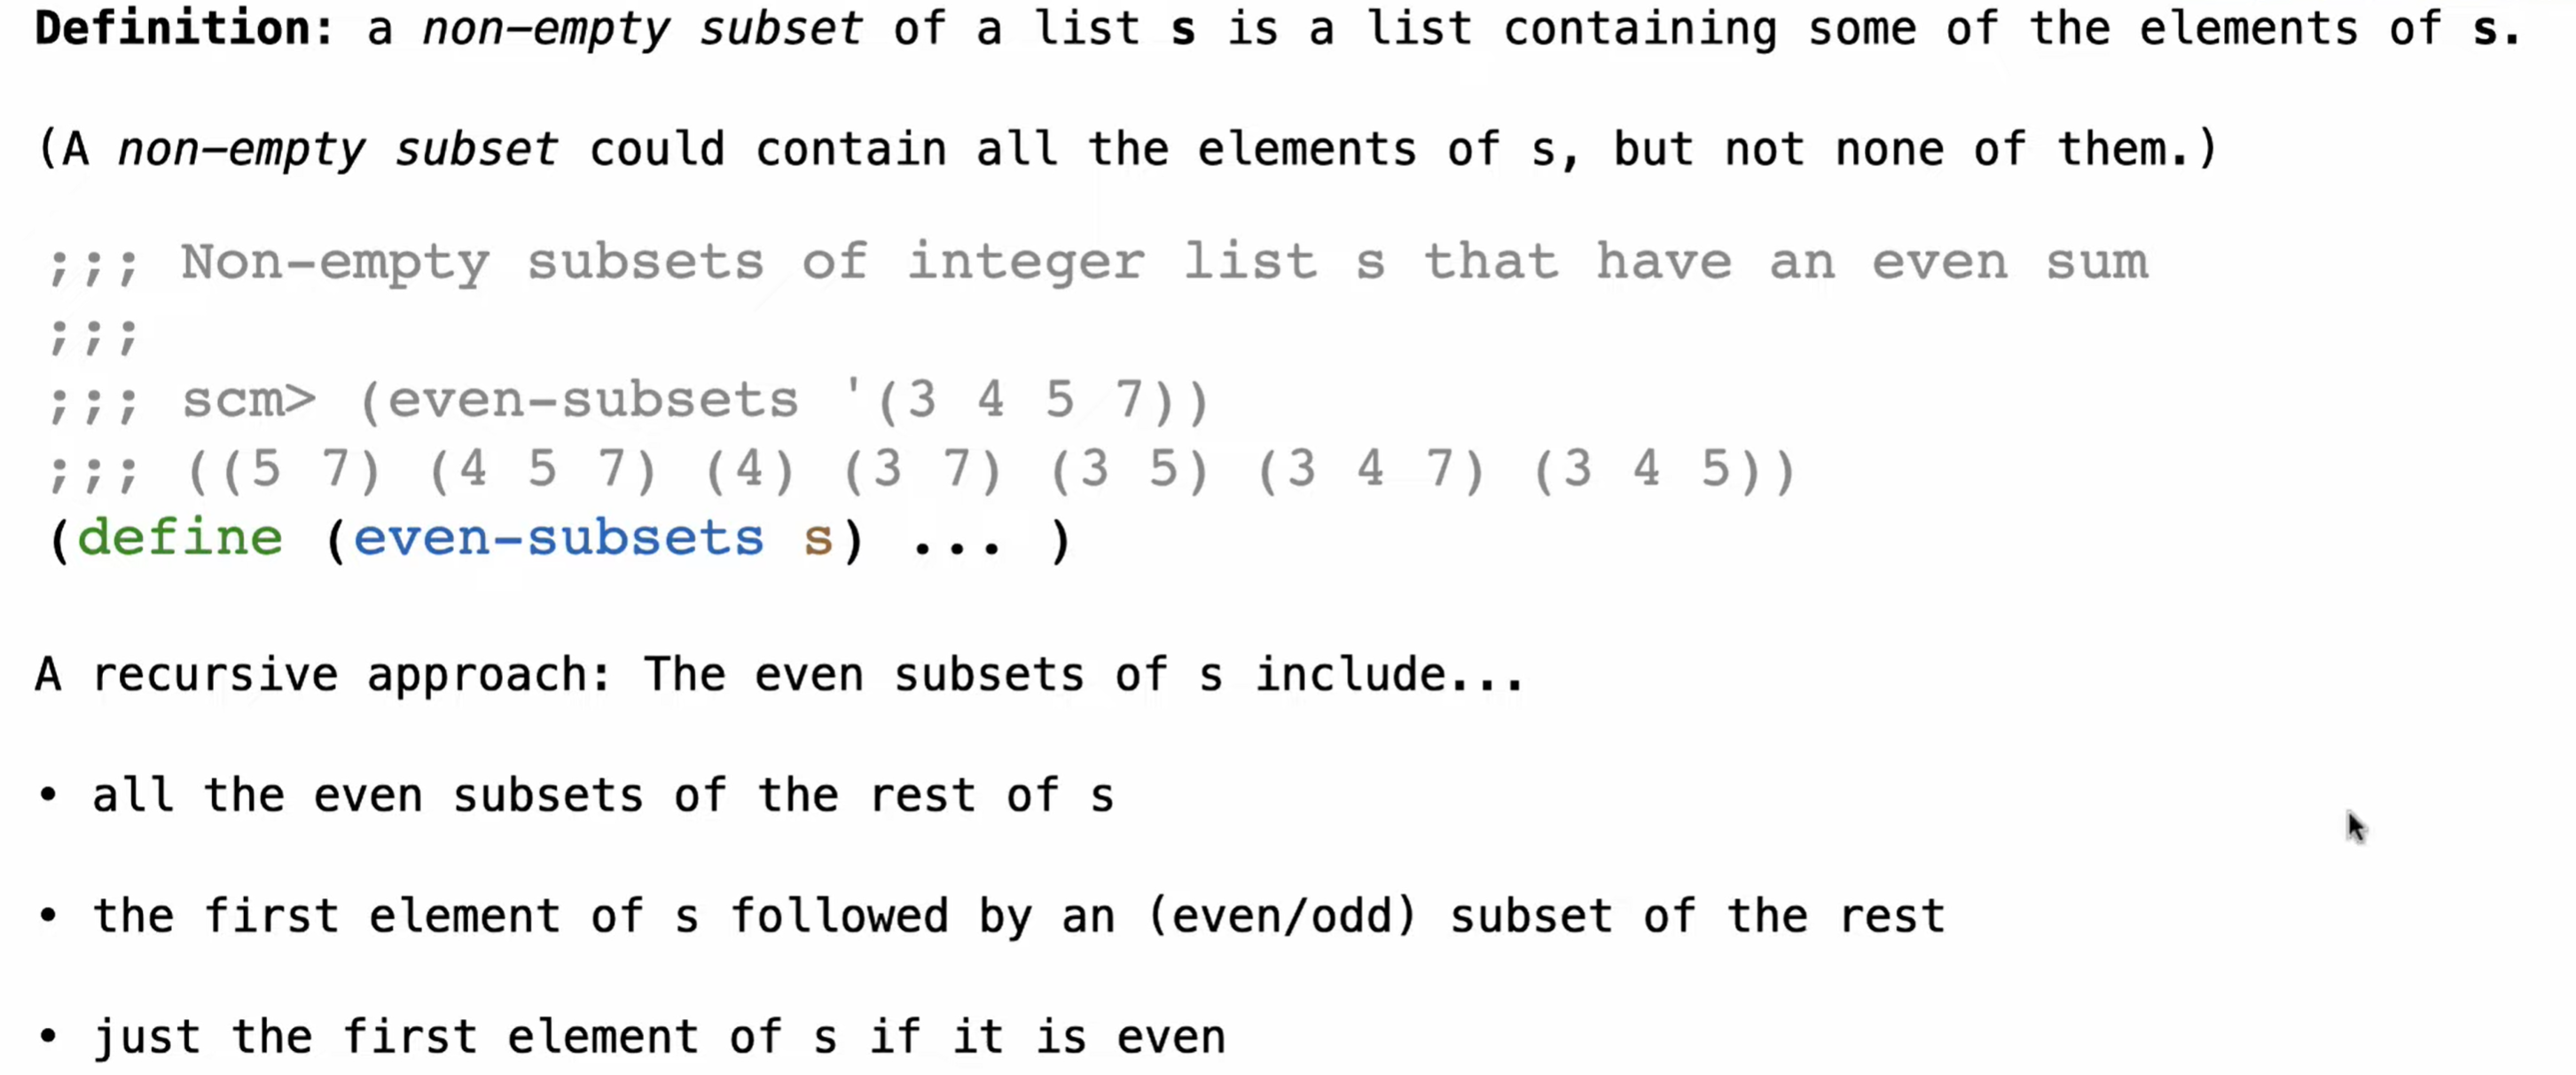 Definition: a non-empty subset of a list s is a list containing some of the elements of s.
(A non-empty subset could contain all the elements of s, but not none of them.)
;;; Non-empty subsets of integer list s that have an even sum
;;;
;;; scm> (even-subsets '(3 4 5 7))
;;; ((5 7) (4 5 7) (4) (3 7) (3 5) (3 4 7) (3 4 5))
(define (even-subsets s) ... )
A recursive approach: The even subsets of s include...
• all the even subsets of the rest of s
• the first element of s followed by an (even/odd) subset of the rest
• just the first element of s if it is even